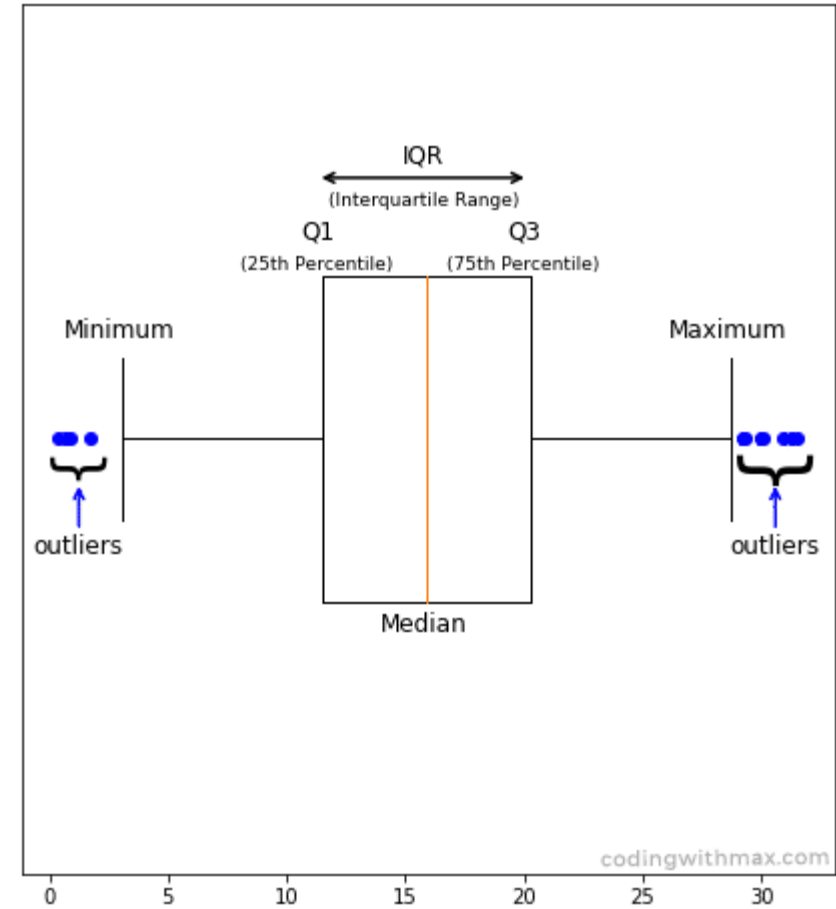 IQR
(Interquartile Range)
Q1 Q3
(25th Percentile) (75th Percentile)
Minimum Maximum
outliers outliers
Median
codingwithmax.com
0 5 10 15 20 25 30